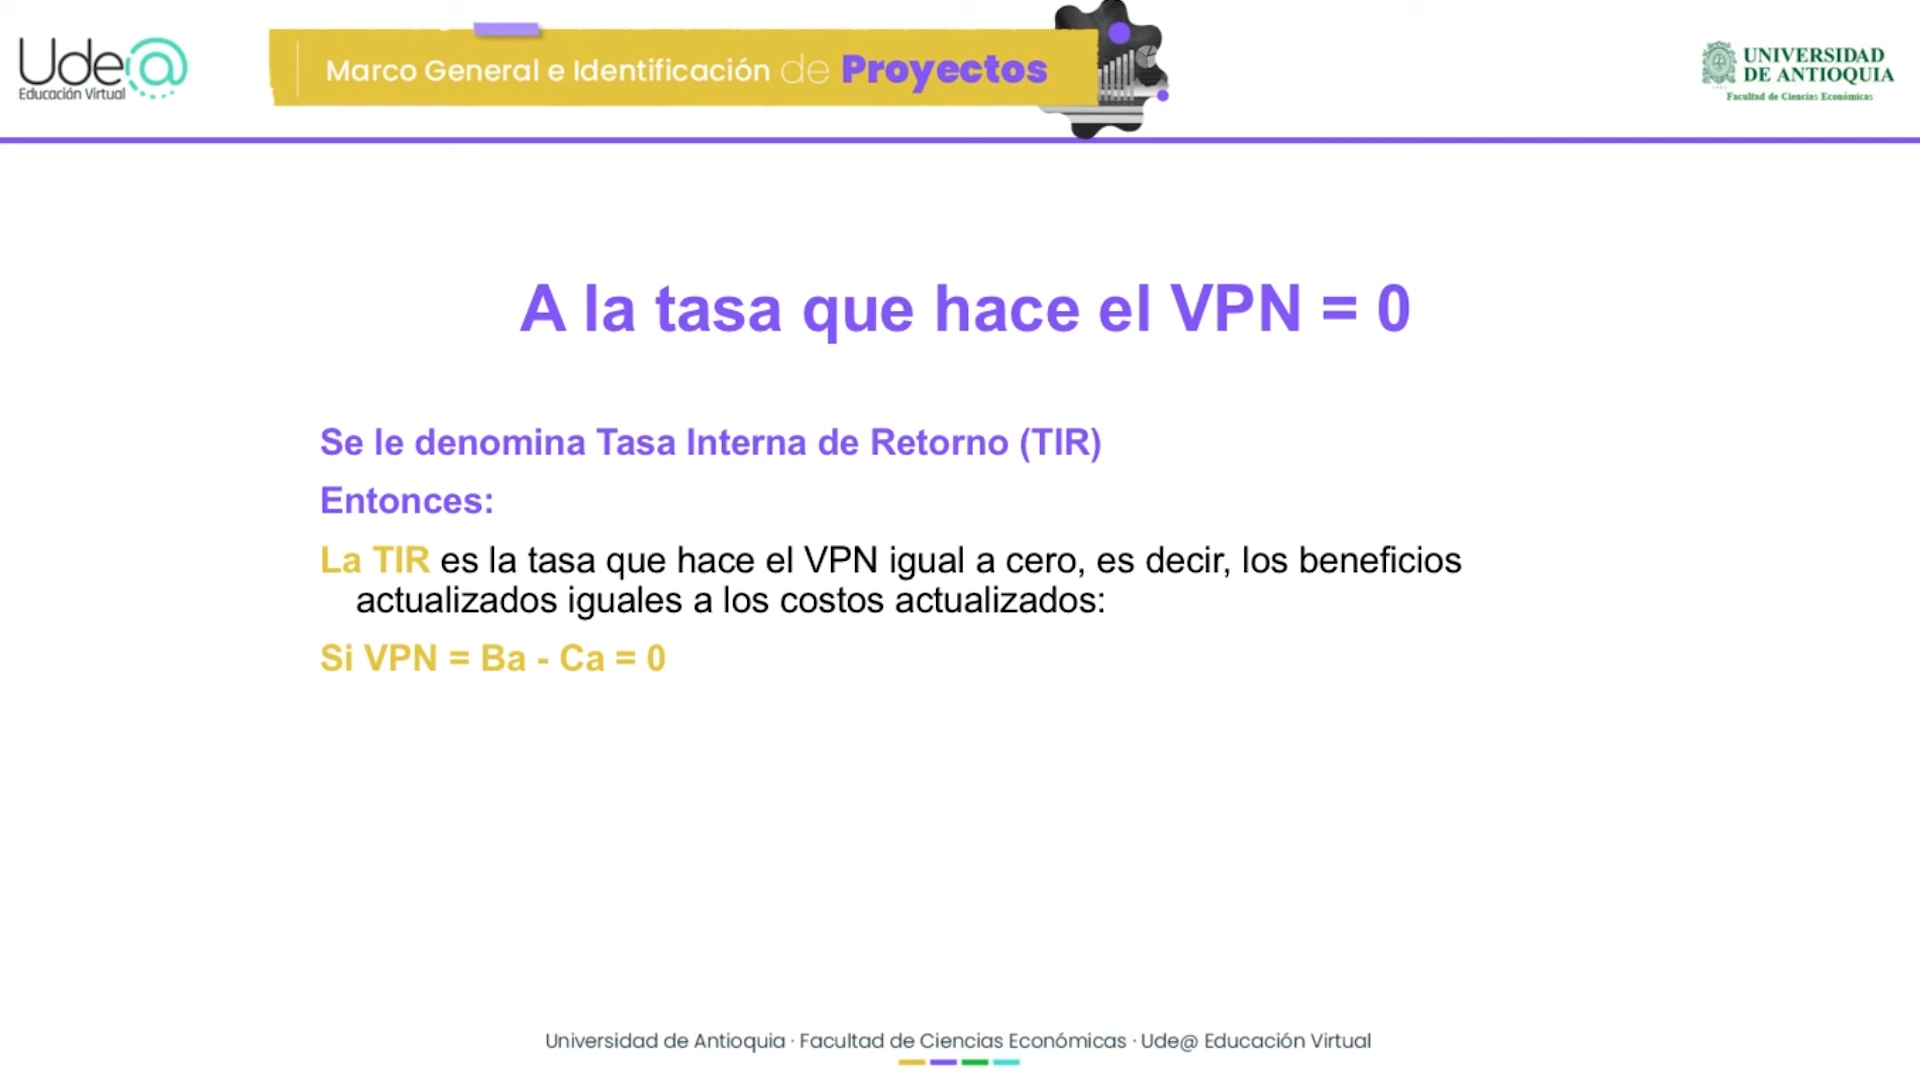 Ude@
Educación Virtual
Marco General e Identificación de Proyectos
UNIVERSIDAD
DE ANTIOQUIA
Facultad de Ciencias Económicas
A la tasa que hace el VPN = 0
Se le denomina Tasa Interna de Retorno (TIR)
Entonces:
La TIR es la tasa que hace el VPN igual a cero, es decir, los beneficios
actualizados iguales a los costos actualizados:
Si VPN = Ba - Ca = 0
Universidad de Antioquia · Facultad de Ciencias Económicas · Ude@ Educación Virtual